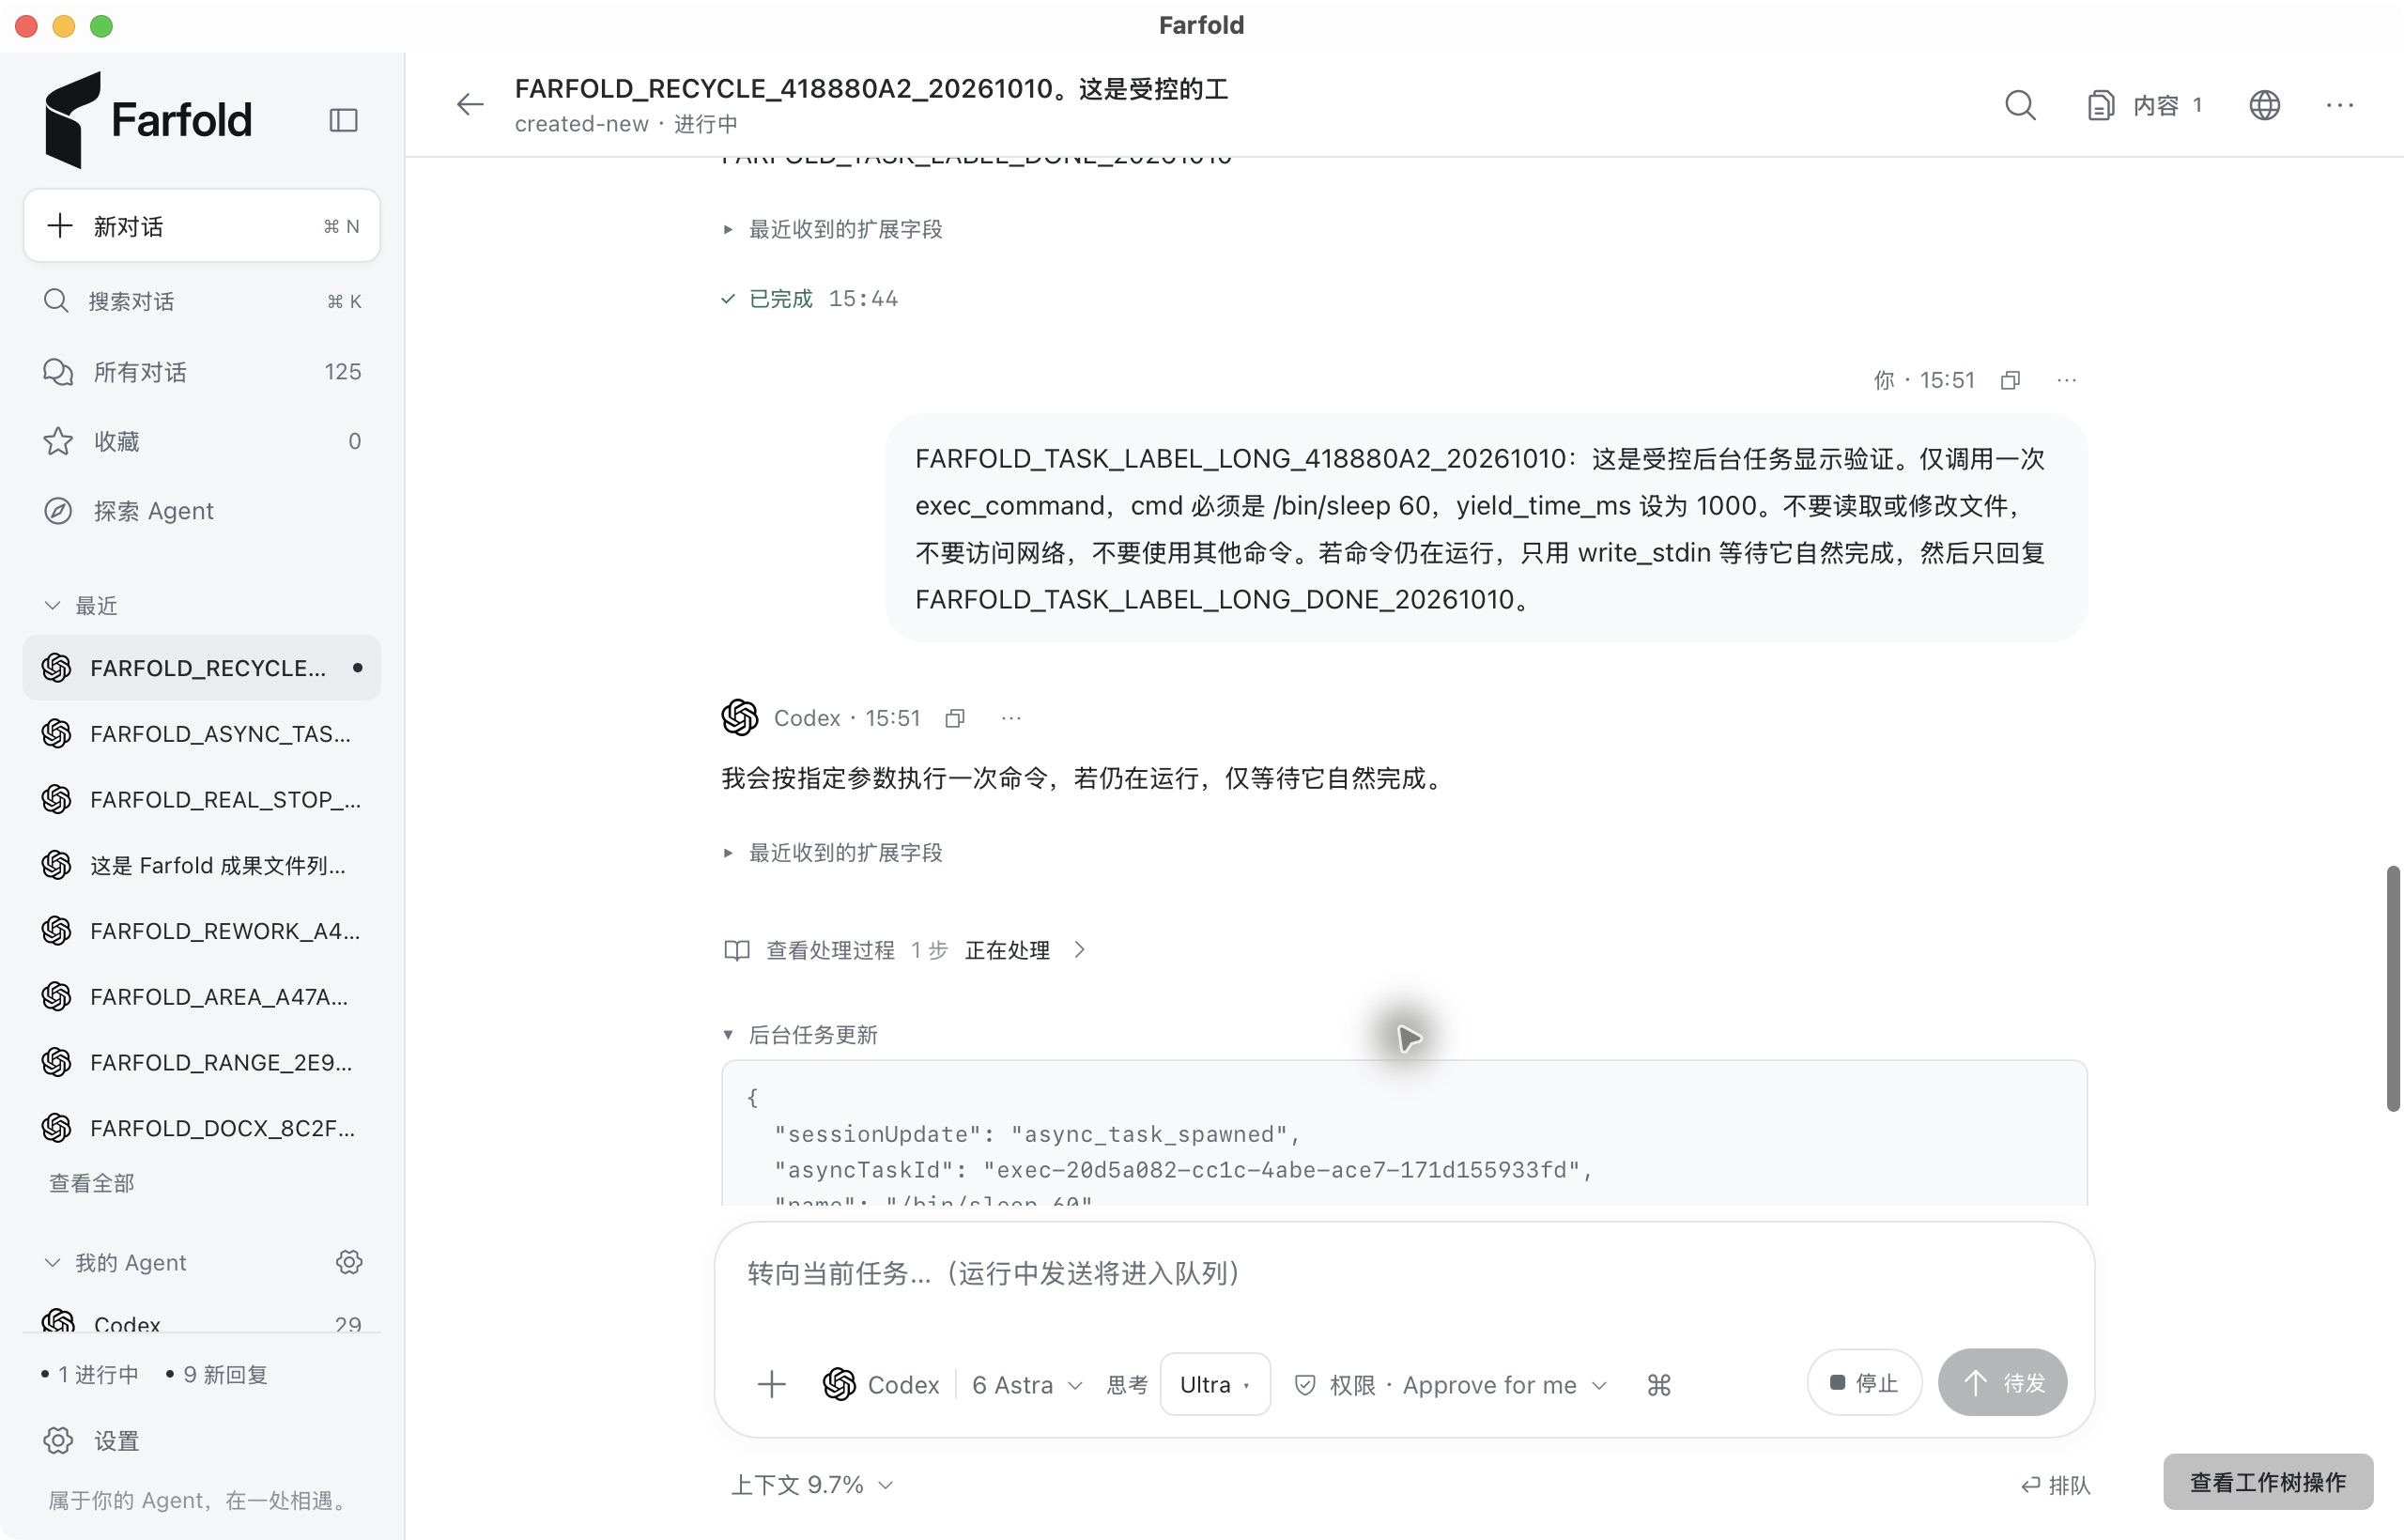 Farfold
Farfold
新对话 ⌘ N
搜索对话 ⌘ K
所有对话 125
收藏 0
探索 Agent
最近
FARFOLD_RECYCLE...
FARFOLD_ASYNC_TAS...
FARFOLD_REAL_STOP_...
这是 Farfold 成果文件列...
FARFOLD_REWORK_A4...
FARFOLD_AREA_A47A...
FARFOLD_RANGE_2E9...
FARFOLD_DOCX_8C2F...
查看全部
我的 Agent
Codex 29
1 进行中 9 新回复
设置
属于你的 Agent，在一处相遇。
FARFOLD_RECYCLE_418880A2_20261010。这是受控的工
created-new · 进行中
内容 1
FARFOLD_TASK_LABEL_DONE_20261010
最近收到的扩展字段
已完成 15:44
你 · 15:51
FARFOLD_TASK_LABEL_LONG_418880A2_20261010：这是受控后台任务显示验证。仅调用一次
exec_command，cmd 必须是 /bin/sleep 60，yield_time_ms 设为 1000。不要读取或修改文件，
不要访问网络，不要使用其他命令。若命令仍在运行，只用 write_stdin 等待它自然完成，然后只回复
FARFOLD_TASK_LABEL_LONG_DONE_20261010。
Codex · 15:51
我会按指定参数执行一次命令，若仍在运行，仅等待它自然完成。
最近收到的扩展字段
查看处理过程 1 步 正在处理
后台任务更新
{
"sessionUpdate": "async_task_spawned",
"asyncTaskId": "exec-20d5a082-cc1c-4abe-ace7-171d155933fd",
"name": "/bin/sleep 60"
转向当前任务...（运行中发送将进入队列）
Codex 6 Astra 思考 Ultra 权限 · Approve for me ⌘ 停止 待发
上下文 9.7% 排队
查看工作树操作